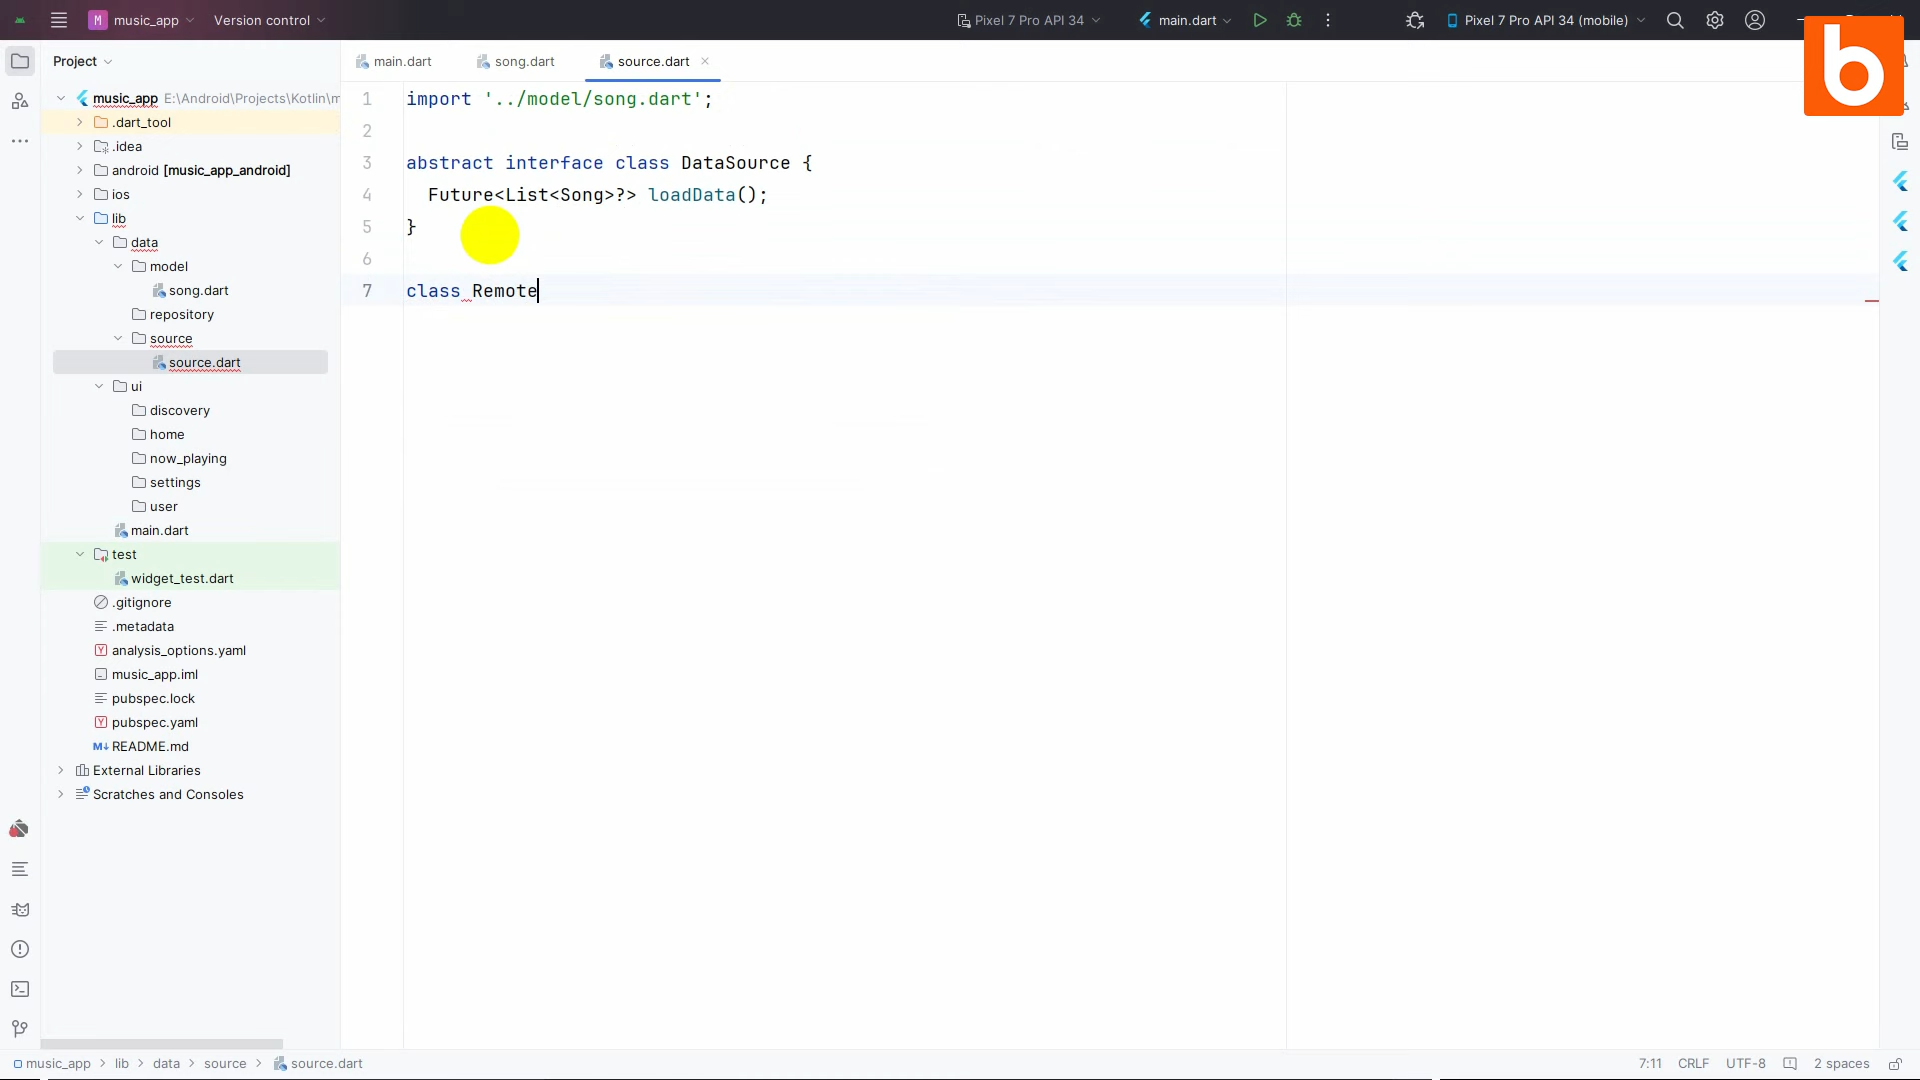 music_app
Version control
Pixel 7 Pro API 34
main.dart
Pixel 7 Pro API 34 (mobile)
b
Project
main.dart
song.dart
source.dart
music_app E:\Android\Projects\Kotlin\m
.dart_tool
.idea
android [music_app_android]
ios
lib
data
model
song.dart
repository
source
source.dart
ui
discovery
home
now_playing
settings
user
main.dart
test
widget_test.dart
.gitignore
.metadata
analysis_options.yaml
music_app.iml
pubspec.lock
pubspec.yaml
README.md
External Libraries
Scratches and Consoles
1 import '../model/song.dart';
2
3 abstract interface class DataSource {
4 Future<List<Song>?> loadData();
5 }
6
7 class Remote
music_app > lib > data > source > source.dart
7:11 CRLF UTF-8 2 spaces